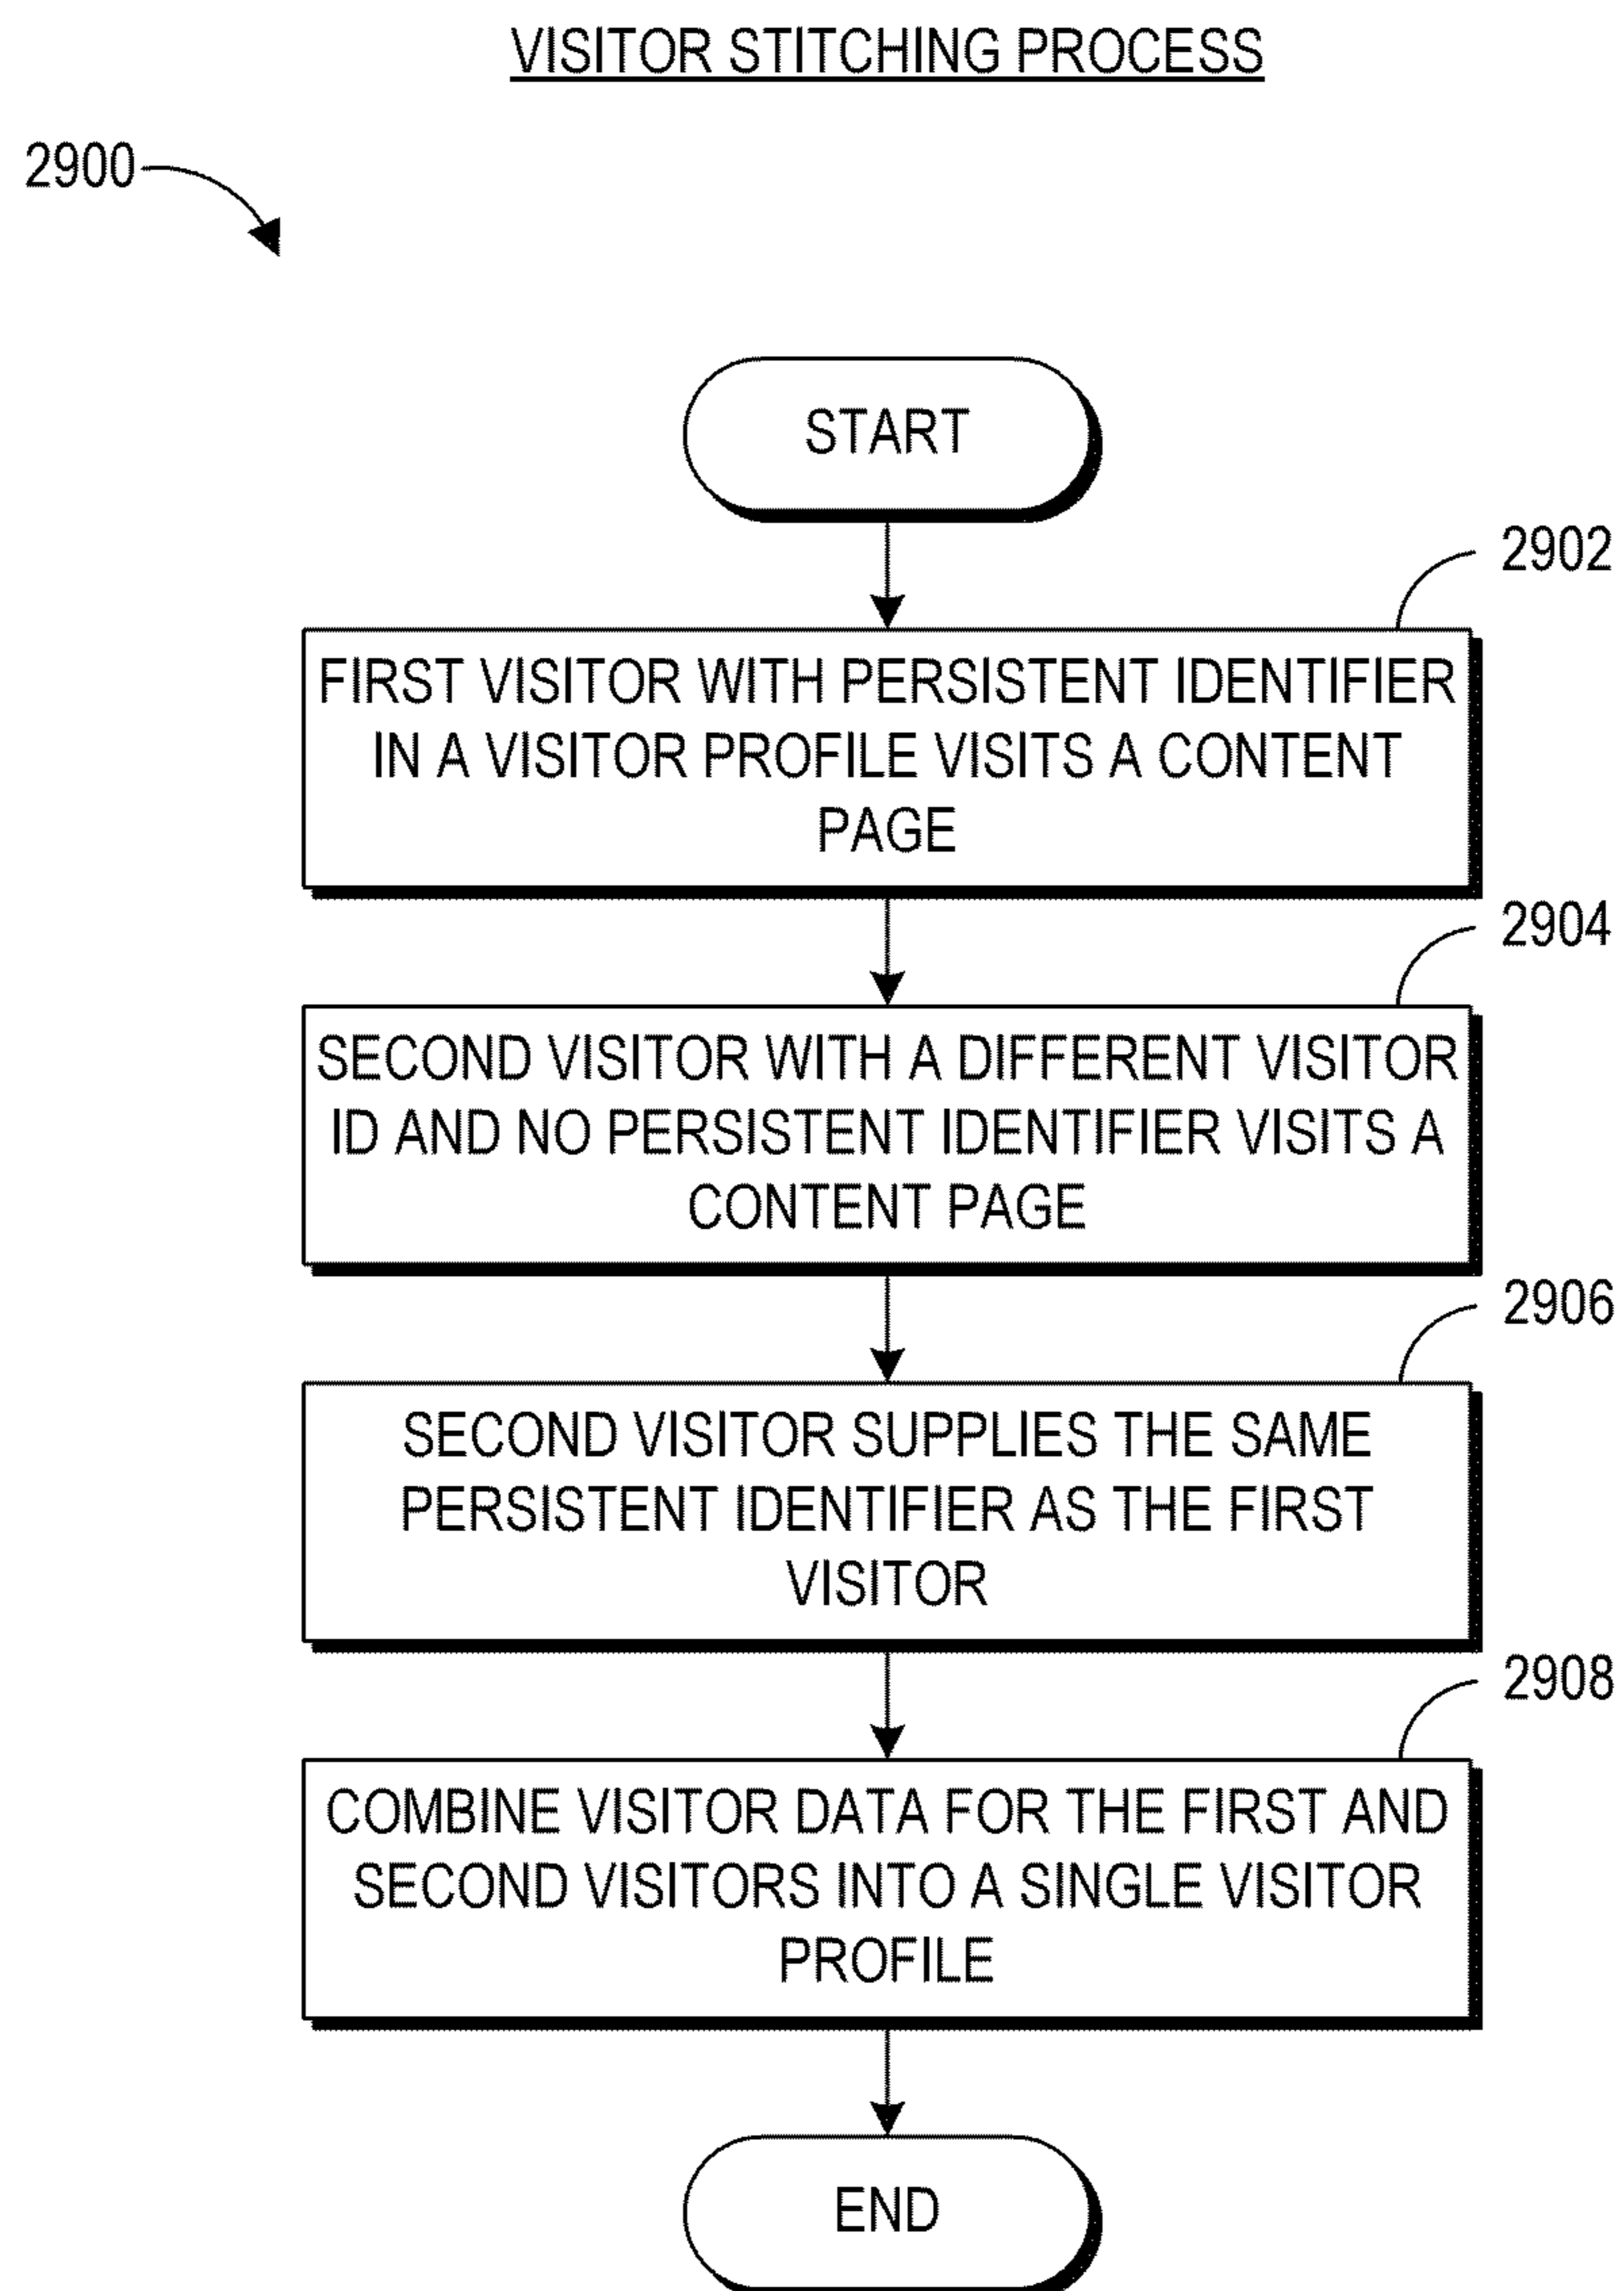 VISITOR STITCHING PROCESS
2900
START
2902
FIRST VISITOR WITH PERSISTENT IDENTIFIER
IN A VISITOR PROFILE VISITS A CONTENT
PAGE
2904
SECOND VISITOR WITH A DIFFERENT VISITOR
ID AND NO PERSISTENT IDENTIFIER VISITS A
CONTENT PAGE
2906
SECOND VISITOR SUPPLIES THE SAME
PERSISTENT IDENTIFIER AS THE FIRST
VISITOR
2908
COMBINE VISITOR DATA FOR THE FIRST AND
SECOND VISITORS INTO A SINGLE VISITOR
PROFILE
END